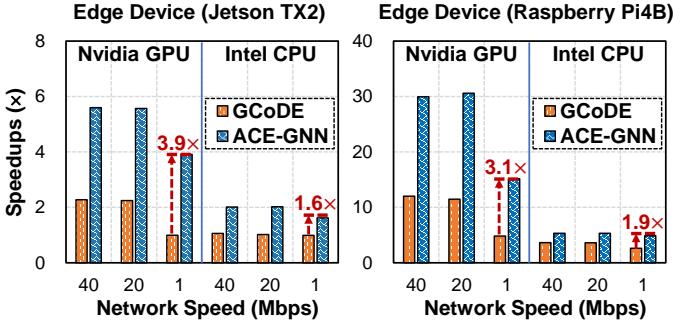 Edge Device (Jetson TX2)
Speedups (×)
8
6
4
2
0
Nvidia GPU
Intel CPU
GCoDE
ACE-GNN
3.9×
1.6×
40 20 1 40 20 1
Network Speed (Mbps)
Edge Device (Raspberry Pi4B)
40
30
20
10
0
Nvidia GPU
Intel CPU
GCoDE
ACE-GNN
3.1×
1.9×
40 20 1 40 20 1
Network Speed (Mbps)